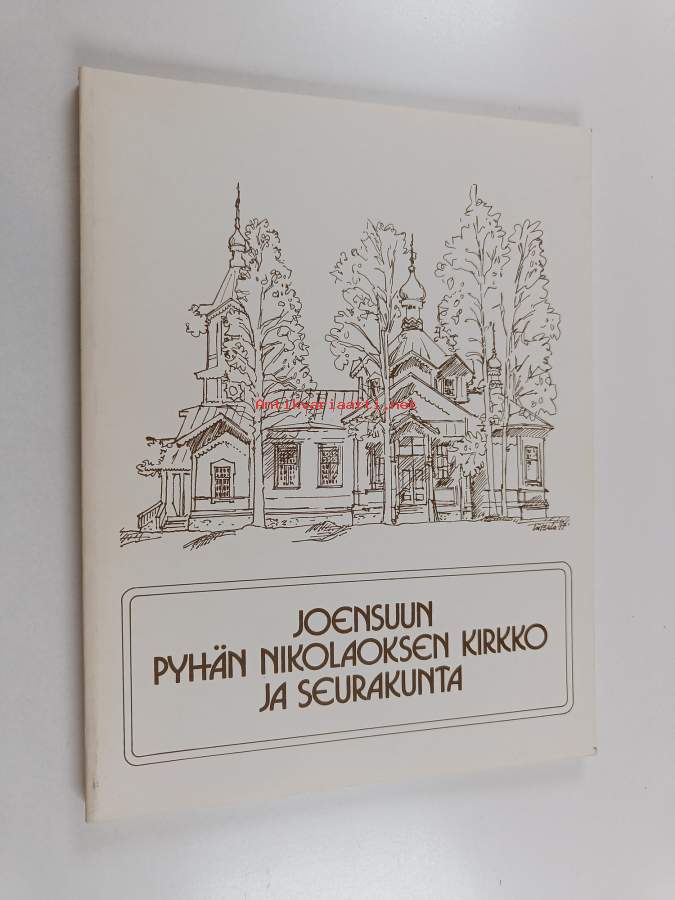 Antikvariaatti.net
JOENSUUN
PYHÄN NIKOLAOKSEN KIRKKO
JA SEURAKUNTA